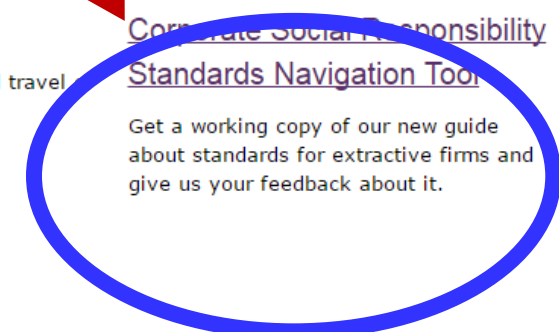 Corporate Social Responsibility
travel
Standards Navigation Tool
Get a working copy of our new guide
about standards for extractive firms and
give us your feedback about it.